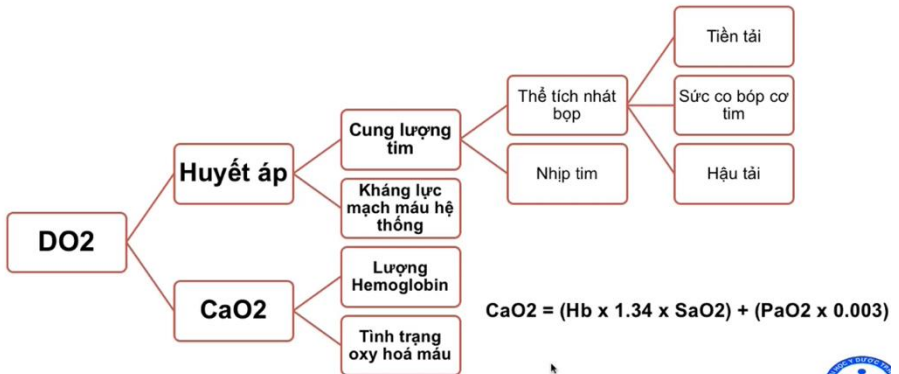 Tiền tải
Thể tích nhát
bọp
Sức co bóp cơ
tim
Cung lượng
tim
Huyết áp
Nhịp tim
Hậu tải
Kháng lực
mạch máu hệ
thống
DO2
Lượng
Hemoglobin
CaO2
CaO2 = (Hb x 1.34 x SaO2) + (PaO2 x 0.003)
Tình trạng
oxy hoá máu